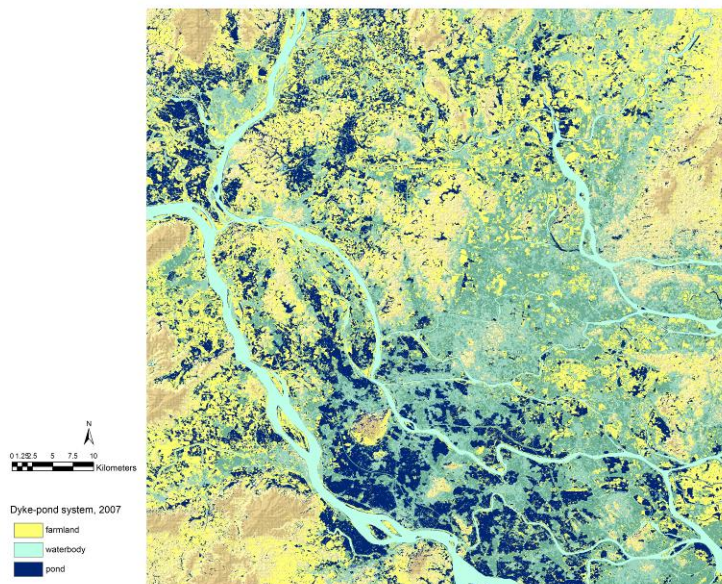 N
0 1.25 2.5 5 7.5 10
Kilometers
Dyke-pond system, 2007
farmland
waterbody
pond